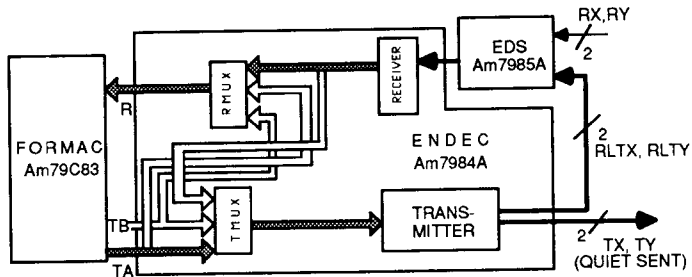 RX,RY
2
EDS
Am7985A
RECEIVER
RMUX
R
FORMAC
Am79C83
ENDEC
Am7984A
2
RLTX, RLTY
TB
TMUX
TRANS-
MITTER
2
TX, TY
(QUIET SENT)
TA